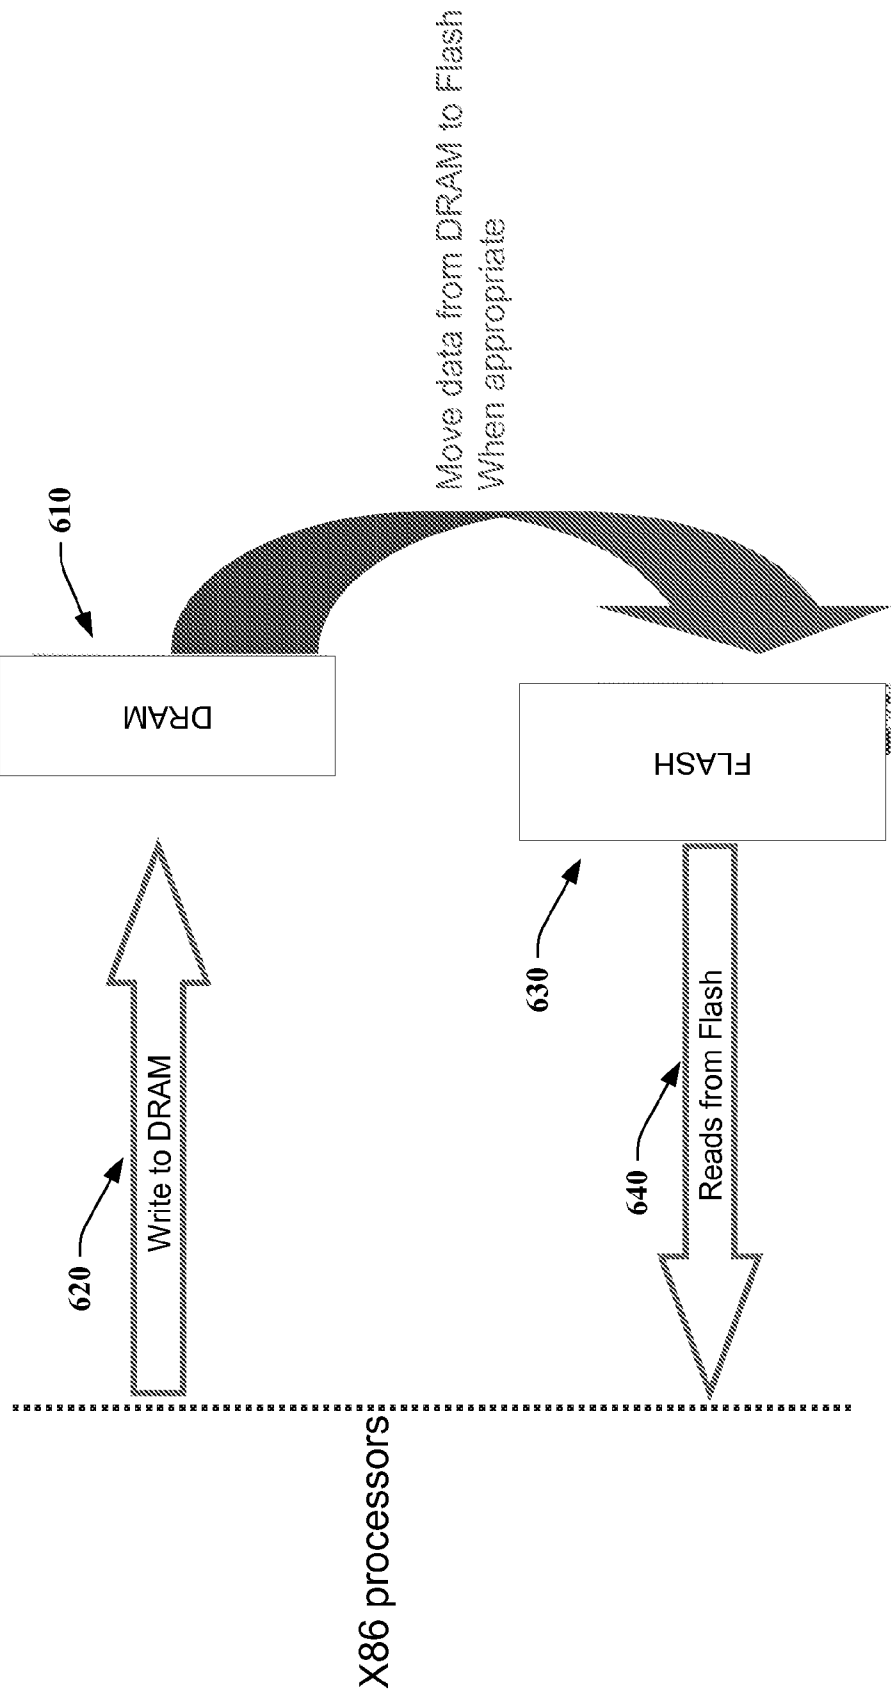 X86 processors
620
Write to DRAM
DRAM
610
Move data from DRAM to Flash
When appropriate
640
Reads from Flash
630
FLASH